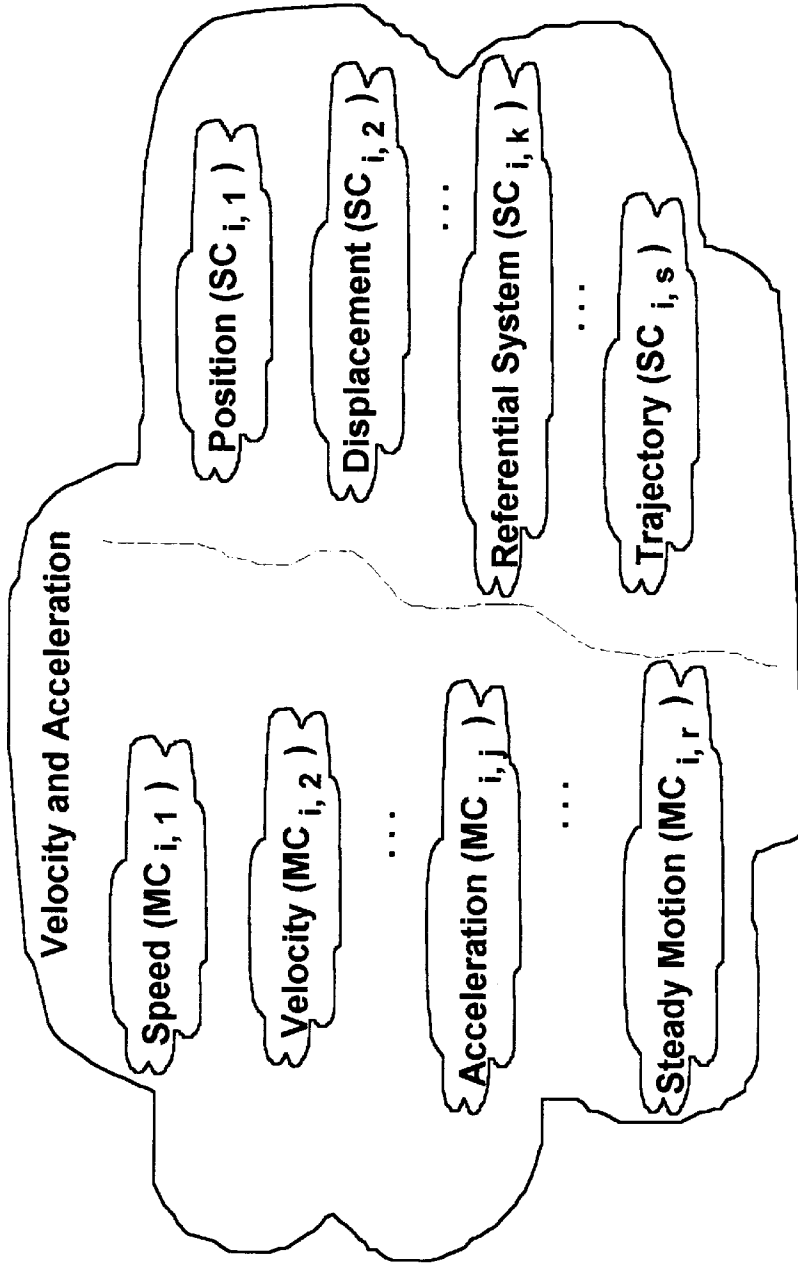 Velocity and Acceleration
Speed (MC i, 1 )
Velocity (MC i, 2 )
...
Acceleration (MC i, j )
...
Steady Motion (MC i, r )
Position (SC i, 1 )
Displacement (SC i, 2 )
...
Referential System (SC i, k )
...
Trajectory (SC i, s )